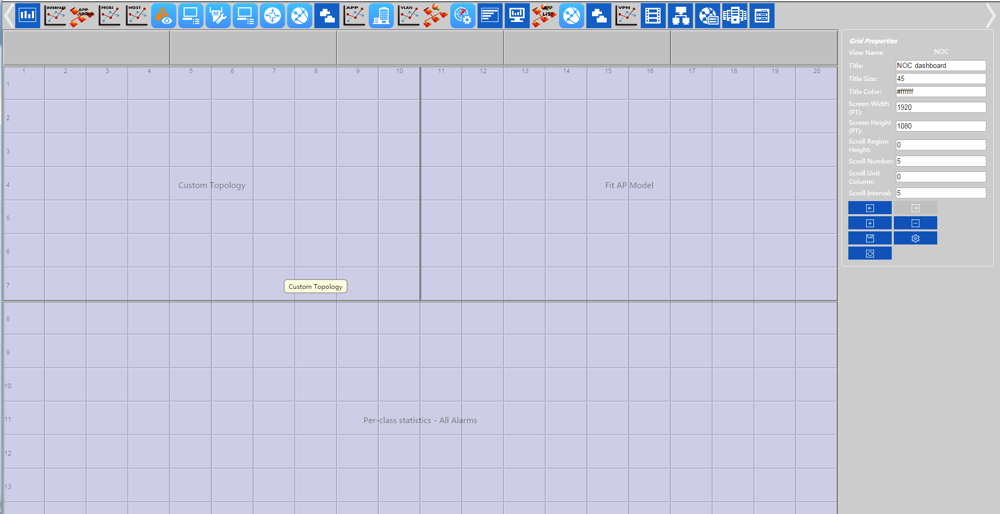 INTERFACE
APP GROUP
PROBE
HOST
APP
VLAN
APP LIST
VPN
1 2 3 4 5 6 7 8 9 10 11 12 13 14 15 16 17 18 19 20
1
2
3
4
5
6
7
8
9
10
11
12
13
Custom Topology
Fit AP Model
Custom Topology
Per-class statistics - All Alarms
Grid Properties
View Name NOC
Title: NOC dashboard
Title Size: 45
Title Color: #ffffff
Screen Width (PT): 1920
Screen Height (PT): 1080
Scroll Region Height: 0
Scroll Number: 5
Scroll Unit Column: 0
Scroll Interval: 5